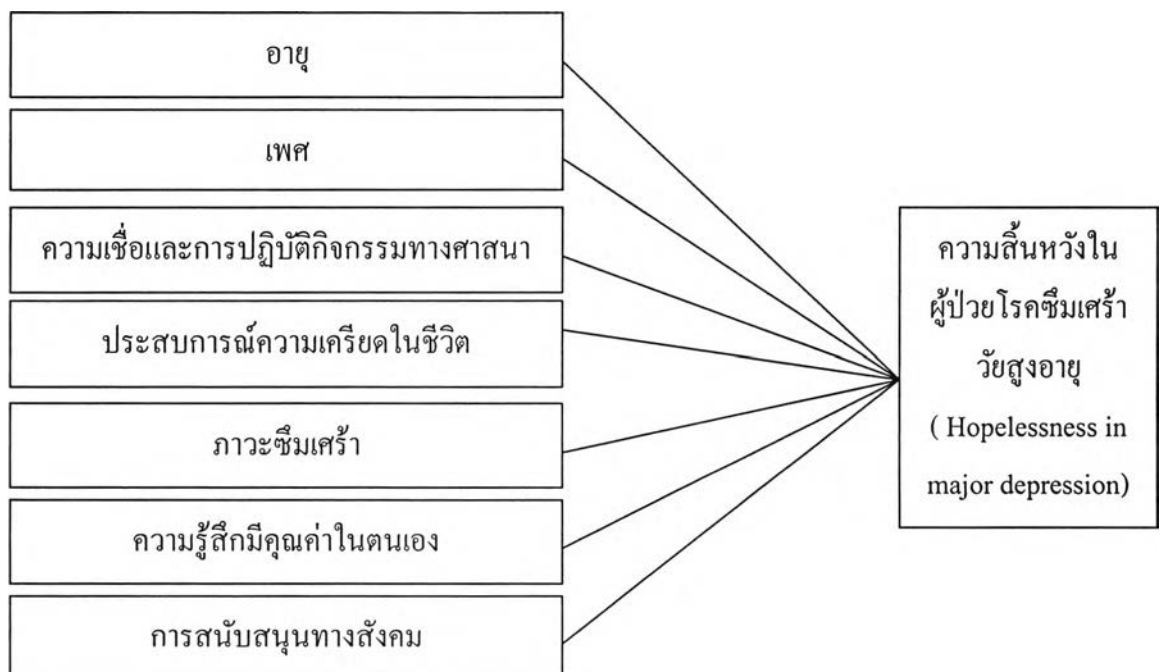 อายุ
เพศ
ความเชื่อและการปฏิบัติกิจกรรมทางศาสนา
ประสบการณ์ความเครียดในชีวิต
ภาวะซึมเศร้า
ความรู้สึกมีคุณค่าในตนเอง
การสนับสนุนทางสังคม
ความสิ้นหวังใน
ผู้ป่วยโรคซึมเศร้า
วัยสูงอายุ
( Hopelessness in
major depression)